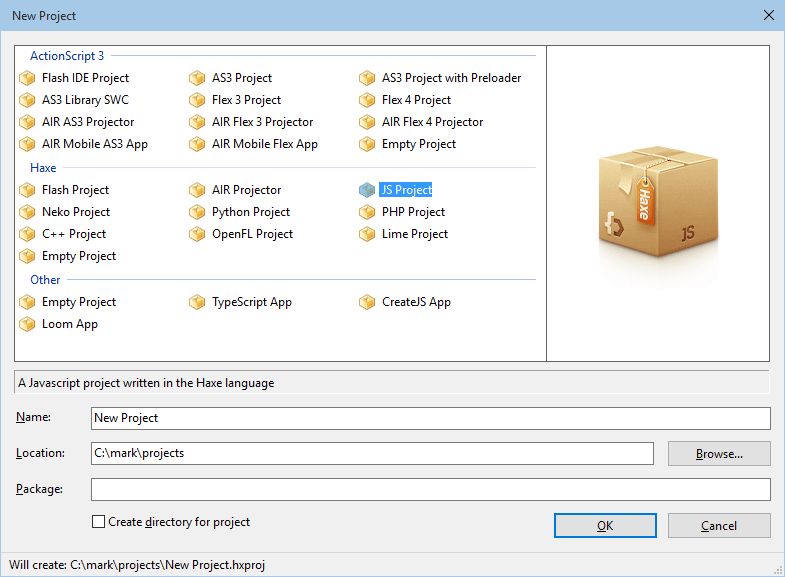 New Project
ActionScript 3
Flash IDE Project AS3 Project AS3 Project with Preloader
AS3 Library SWC Flex 3 Project Flex 4 Project
AIR AS3 Projector AIR Flex 3 Projector AIR Flex 4 Projector
AIR Mobile AS3 App AIR Mobile Flex App Empty Project
Haxe
Flash Project AIR Projector JS Project
Neko Project Python Project PHP Project
C++ Project OpenFL Project Lime Project
Empty Project
Other
Empty Project TypeScript App CreateJS App
Loom App
Haxe
JS
A Javascript project written in the Haxe language
Name: New Project
Location: C:\mark\projects Browse...
Package:
Create directory for project OK Cancel
Will create: C:\mark\projects\New Project.hxproj